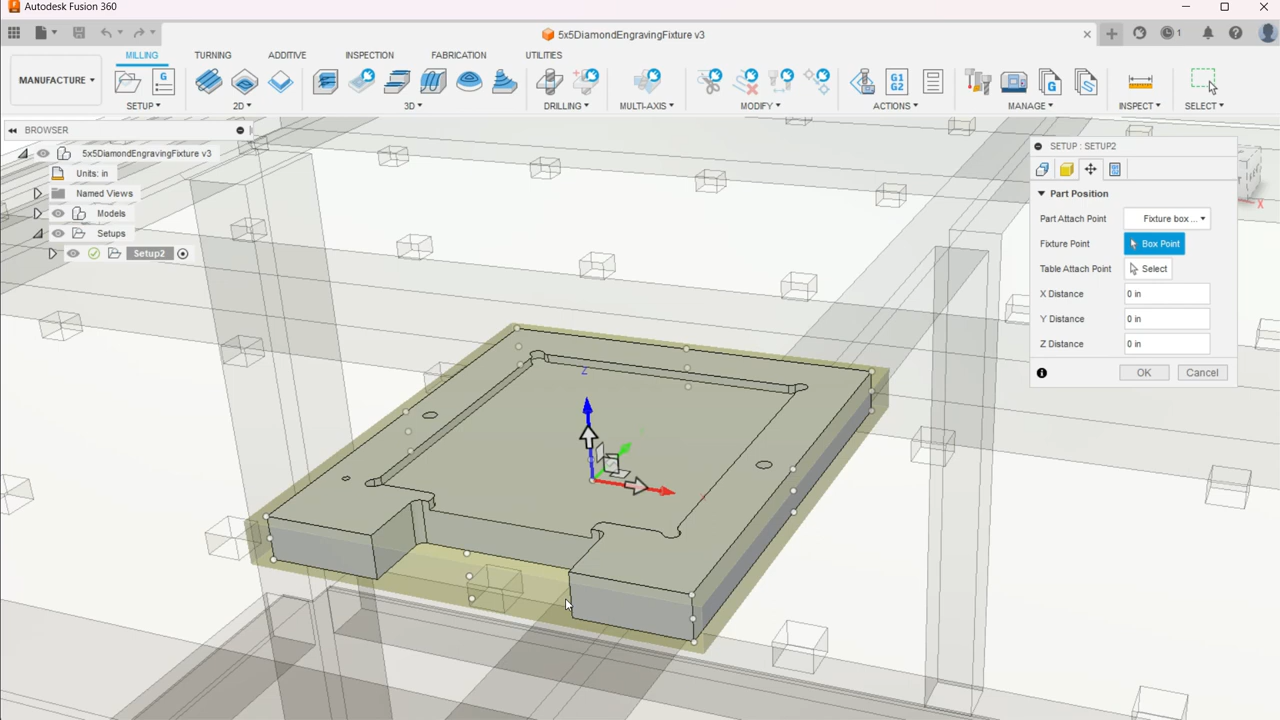 Autodesk Fusion 360
5x5DiamondEngravingFixture v3
1
MANUFACTURE
MILLING TURNING ADDITIVE INSPECTION FABRICATION UTILITIES
G1
G2
SETUP 2D 3D DRILLING MULTI-AXIS MODIFY ACTIONS MANAGE INSPECT SELECT
BROWSER
5x5DiamondEngravingFixture v3
Units: in
Named Views
Models
Setups
Setup2
SETUP : SETUP2
Part Position
Part Attach Point Fixture box ...
Fixture Point Box Point
Table Attach Point Select
X Distance 0 in
Y Distance 0 in
Z Distance 0 in
OK Cancel
X
Z